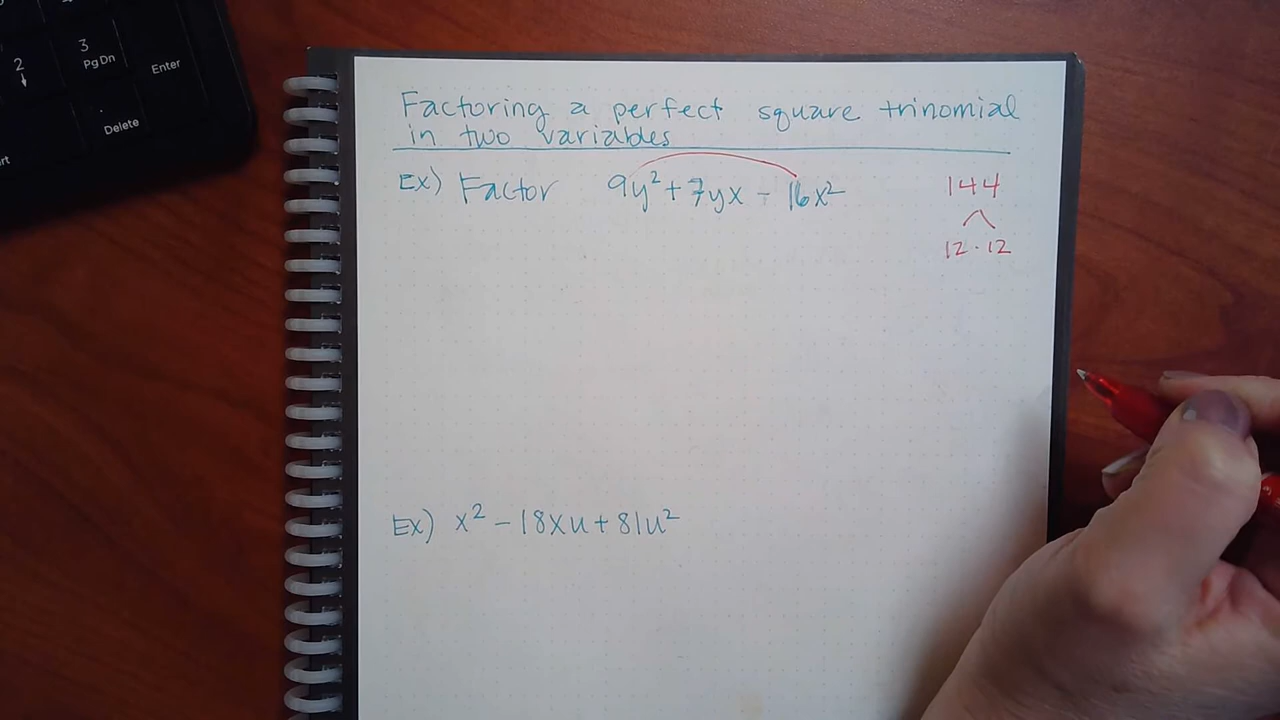 2
↓
3
PgDn
Enter
Delete
Factoring a perfect square trinomial
in two variables
Ex) Factor 9y²+7yx - 16x²
144
12·12
Ex) x² - 18xu + 81u²